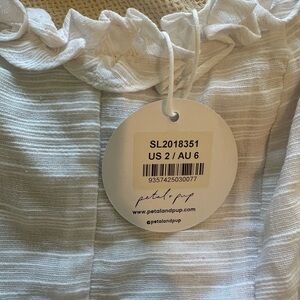 SL2018351
US 2 / AU 6
9357425030077
petal + pup
www.petalandpup.com
@petalandpup